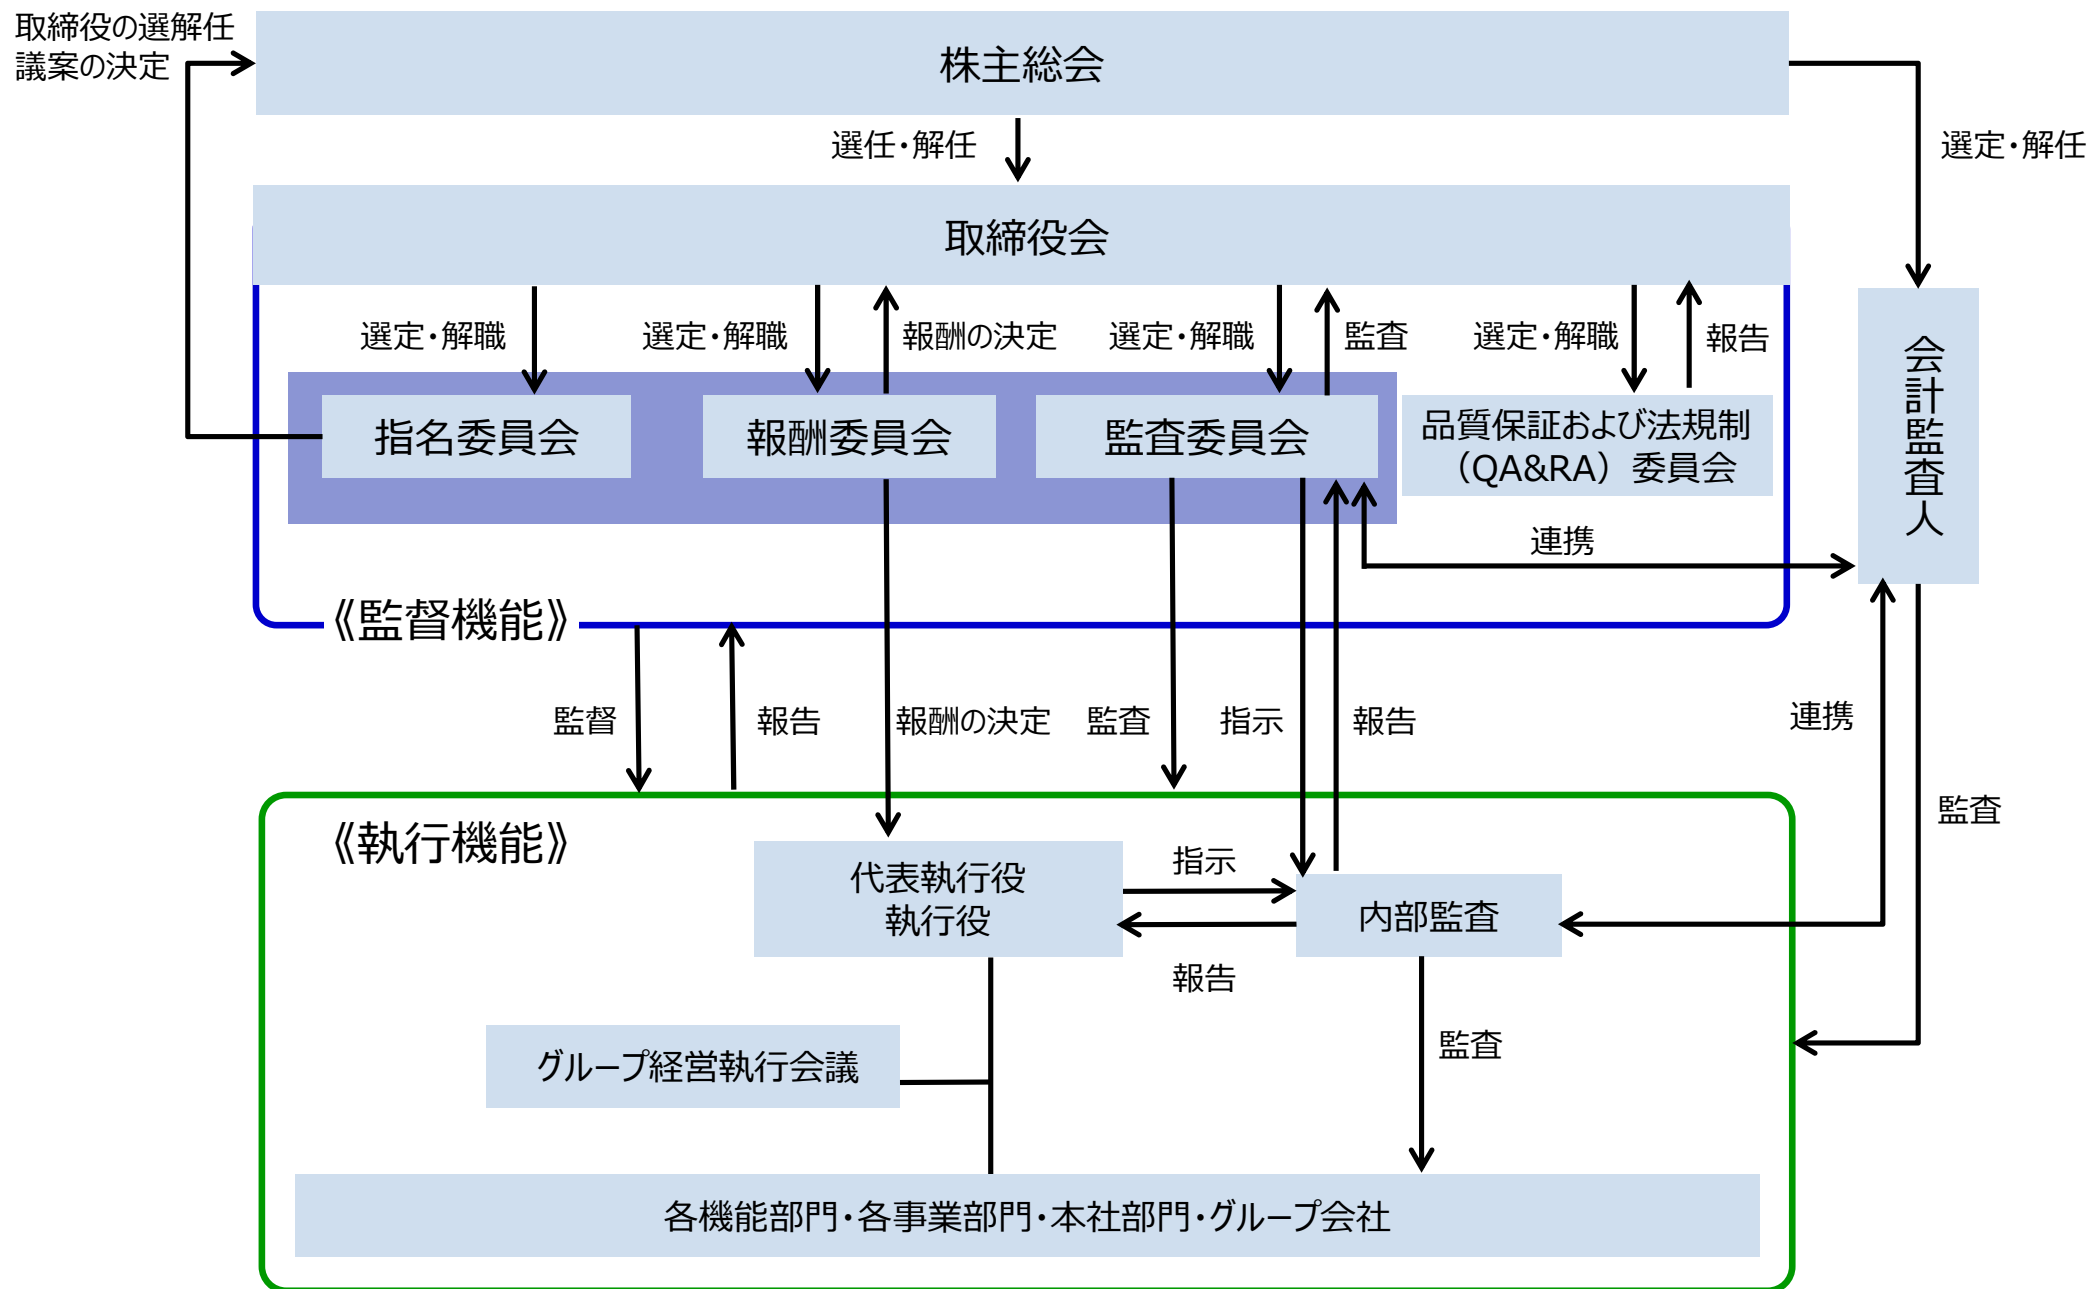 取締役の選解任
議案の決定
株主総会
選任・解任
選定・解任
取締役会
選定・解職
選定・解職
報酬の決定
選定・解職
監査
選定・解職
報告
指名委員会
報酬委員会
監査委員会
品質保証および法規制
（QA&RA）委員会
会計監査人
連携
《監督機能》
監督
報告
報酬の決定
監査
指示
報告
連携
監査
《執行機能》
代表執行役
執行役
指示
報告
内部監査
監査
グループ経営執行会議
各機能部門・各事業部門・本社部門・グループ会社